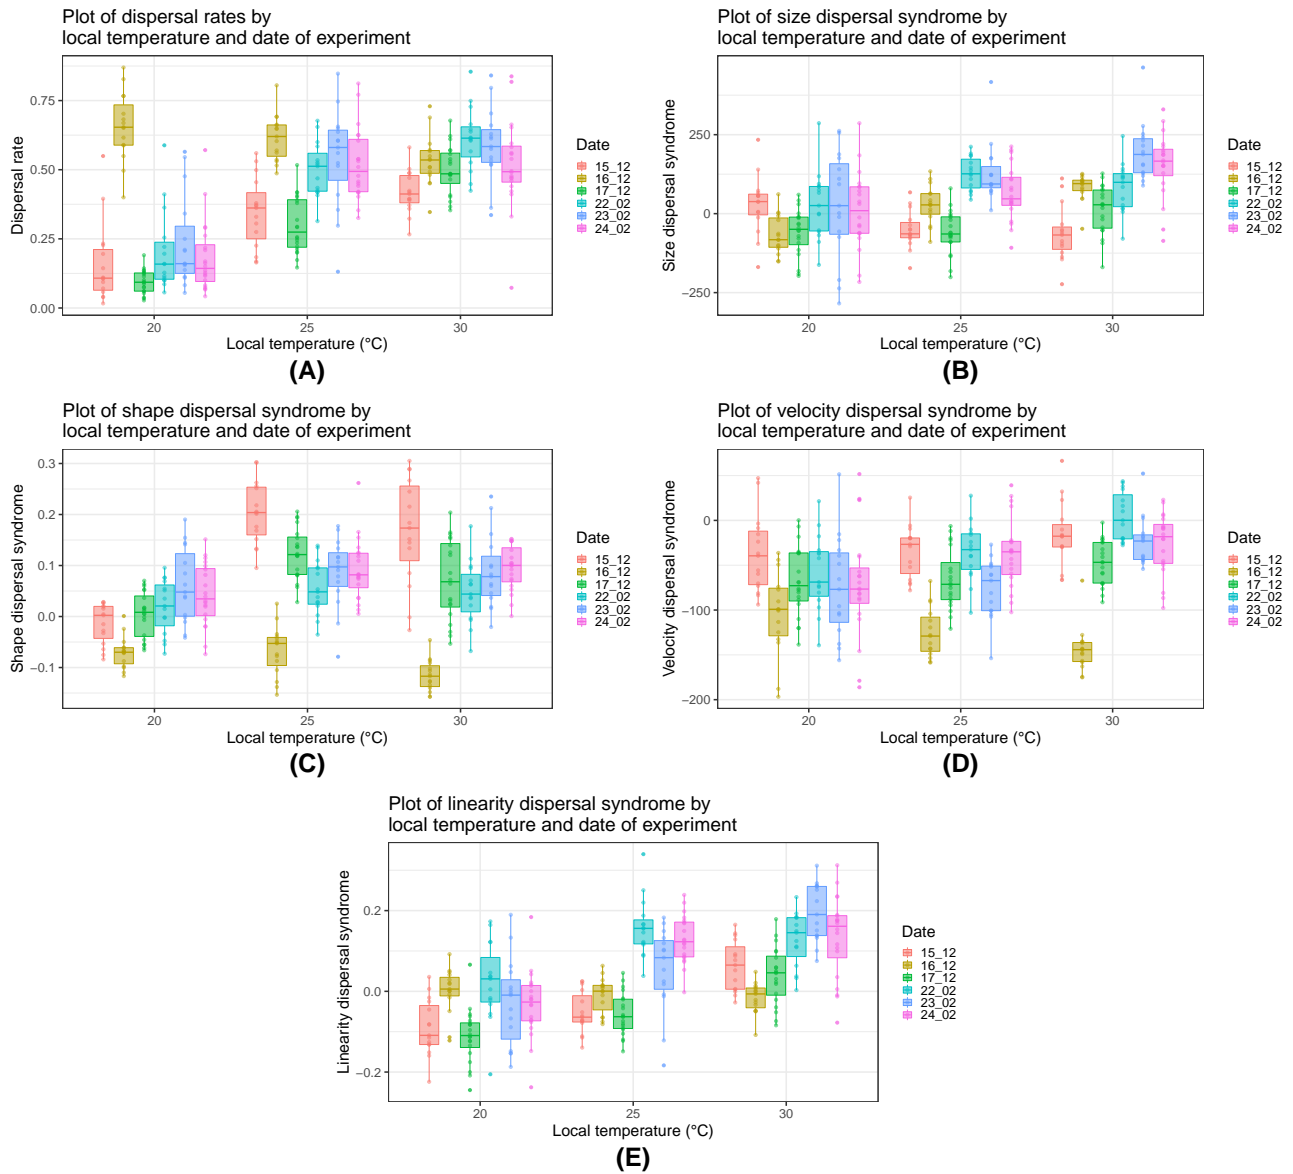 Plot of dispersal rates by
local temperature and date of experiment
Dispersal rate
0.75
0.50
0.25
0.00
20
25
30
Local temperature (°C)
Date
15_12
16_12
17_12
22_02
23_02
24_02
(A)
Plot of size dispersal syndrome by
local temperature and date of experiment
Size dispersal syndrome
250
0
−250
20
25
30
Local temperature (°C)
Date
15_12
16_12
17_12
22_02
23_02
24_02
(B)
Plot of shape dispersal syndrome by
local temperature and date of experiment
Shape dispersal syndrome
0.3
0.2
0.1
0.0
−0.1
20
25
30
Local temperature (°C)
Date
15_12
16_12
17_12
22_02
23_02
24_02
(C)
Plot of velocity dispersal syndrome by
local temperature and date of experiment
Velocity dispersal syndrome
0
−100
−200
20
25
30
Local temperature (°C)
Date
15_12
16_12
17_12
22_02
23_02
24_02
(D)
Plot of linearity dispersal syndrome by
local temperature and date of experiment
Linearity dispersal syndrome
0.2
0.0
−0.2
20
25
30
Local temperature (°C)
Date
15_12
16_12
17_12
22_02
23_02
24_02
(E)